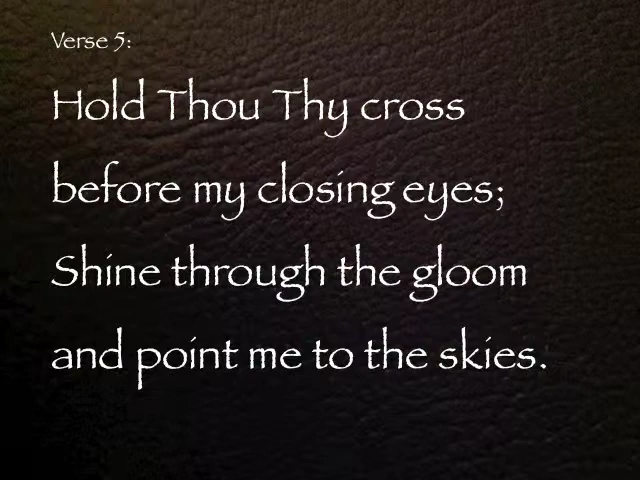 Verse 5:
Hold Thou Thy cross
before my closing eyes;
Shine through the gloom
and point me to the skies.